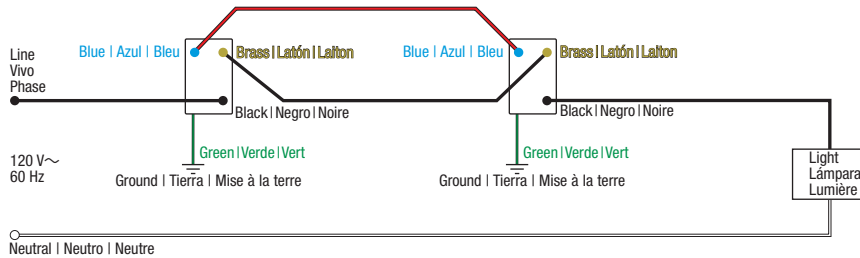 Line
Vivo
Phase
Blue | Azul | Bleu
Brass | Latón | Laiton
Blue | Azul | Bleu
Brass | Latón | Laiton
Black | Negro | Noire
Black | Negro | Noire
120 V~
60 Hz
Green | Verde | Vert
Green | Verde | Vert
Ground | Tierra | Mise à la terre
Ground | Tierra | Mise à la terre
Light
Lámpara
Lumière
Neutral | Neutro | Neutre